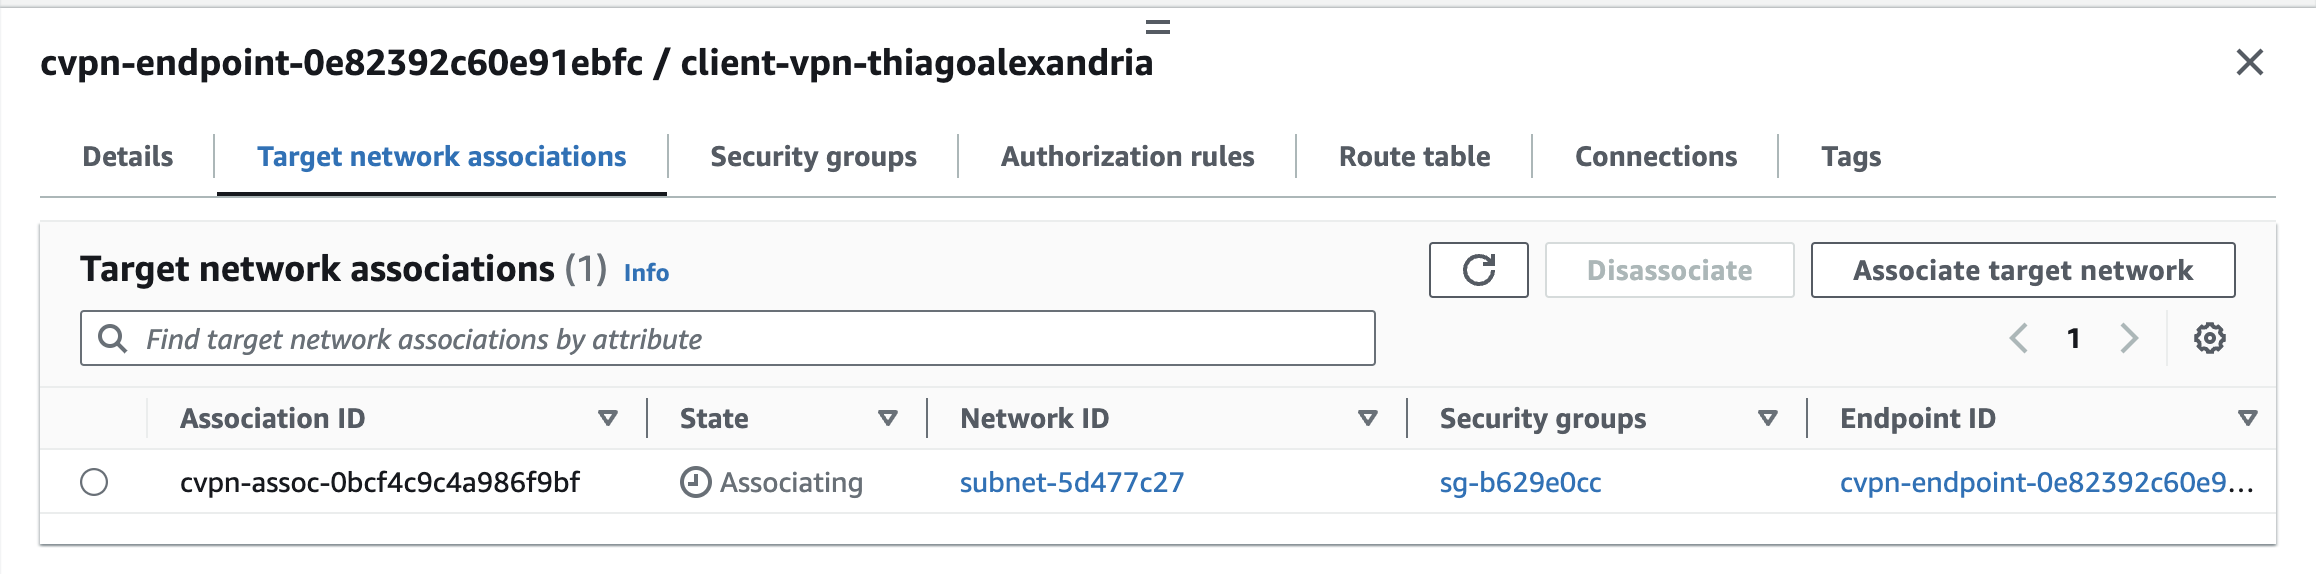 cvpn-endpoint-0e82392c60e91ebfc / client-vpn-thiagoalexandria
Details Target network associations Security groups Authorization rules Route table Connections Tags
Target network associations (1) Info Disassociate Associate target network
Find target network associations by attribute 1
Association ID State Network ID Security groups Endpoint ID
cvpn-assoc-0bcf4c9c4a986f9bf Associating subnet-5d477c27 sg-b629e0cc cvpn-endpoint-0e82392c60e9...